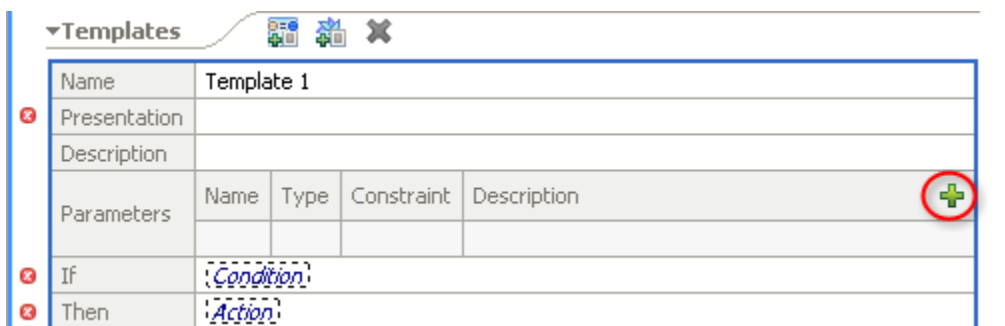 Templates
Name Template 1
Presentation
Description
Parameters Name Type Constraint Description
If Condition
Then Action